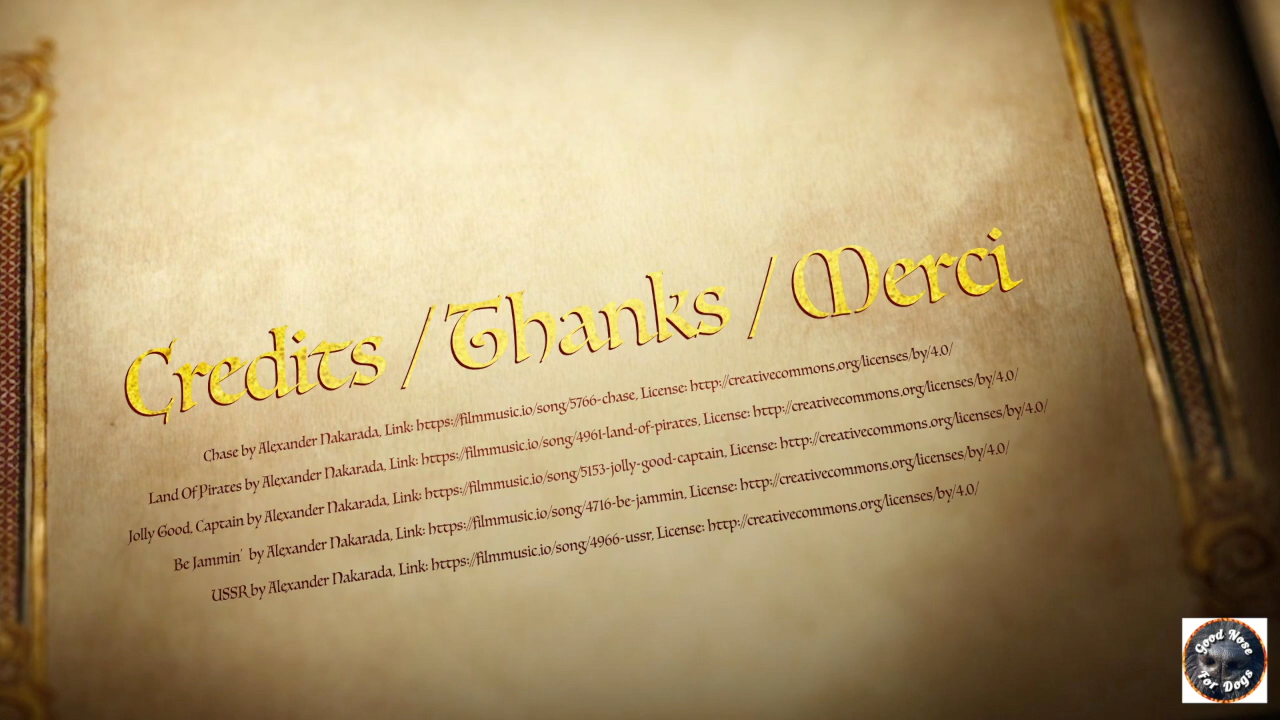 Credits / Thanks / Merci
Chase by Alexander Nakarada, Link: https://filmmusic.io/song/5766-chase, License: http://creativecommons.org/licenses/by/4.0/
Land Of Pirates by Alexander Nakarada, Link: https://filmmusic.io/song/4961-land-of-pirates, License: http://creativecommons.org/licenses/by/4.0/
Jolly Good, Captain by Alexander Nakarada, Link: https://filmmusic.io/song/5153-jolly-good-captain, License: http://creativecommons.org/licenses/by/4.0/
Be Jammin' by Alexander Nakarada, Link: https://filmmusic.io/song/4716-be-jammin, License: http://creativecommons.org/licenses/by/4.0/
USSR by Alexander Nakarada, Link: https://filmmusic.io/song/4966-ussr, License: http://creativecommons.org/licenses/by/4.0/
Good Nose
For Dogs